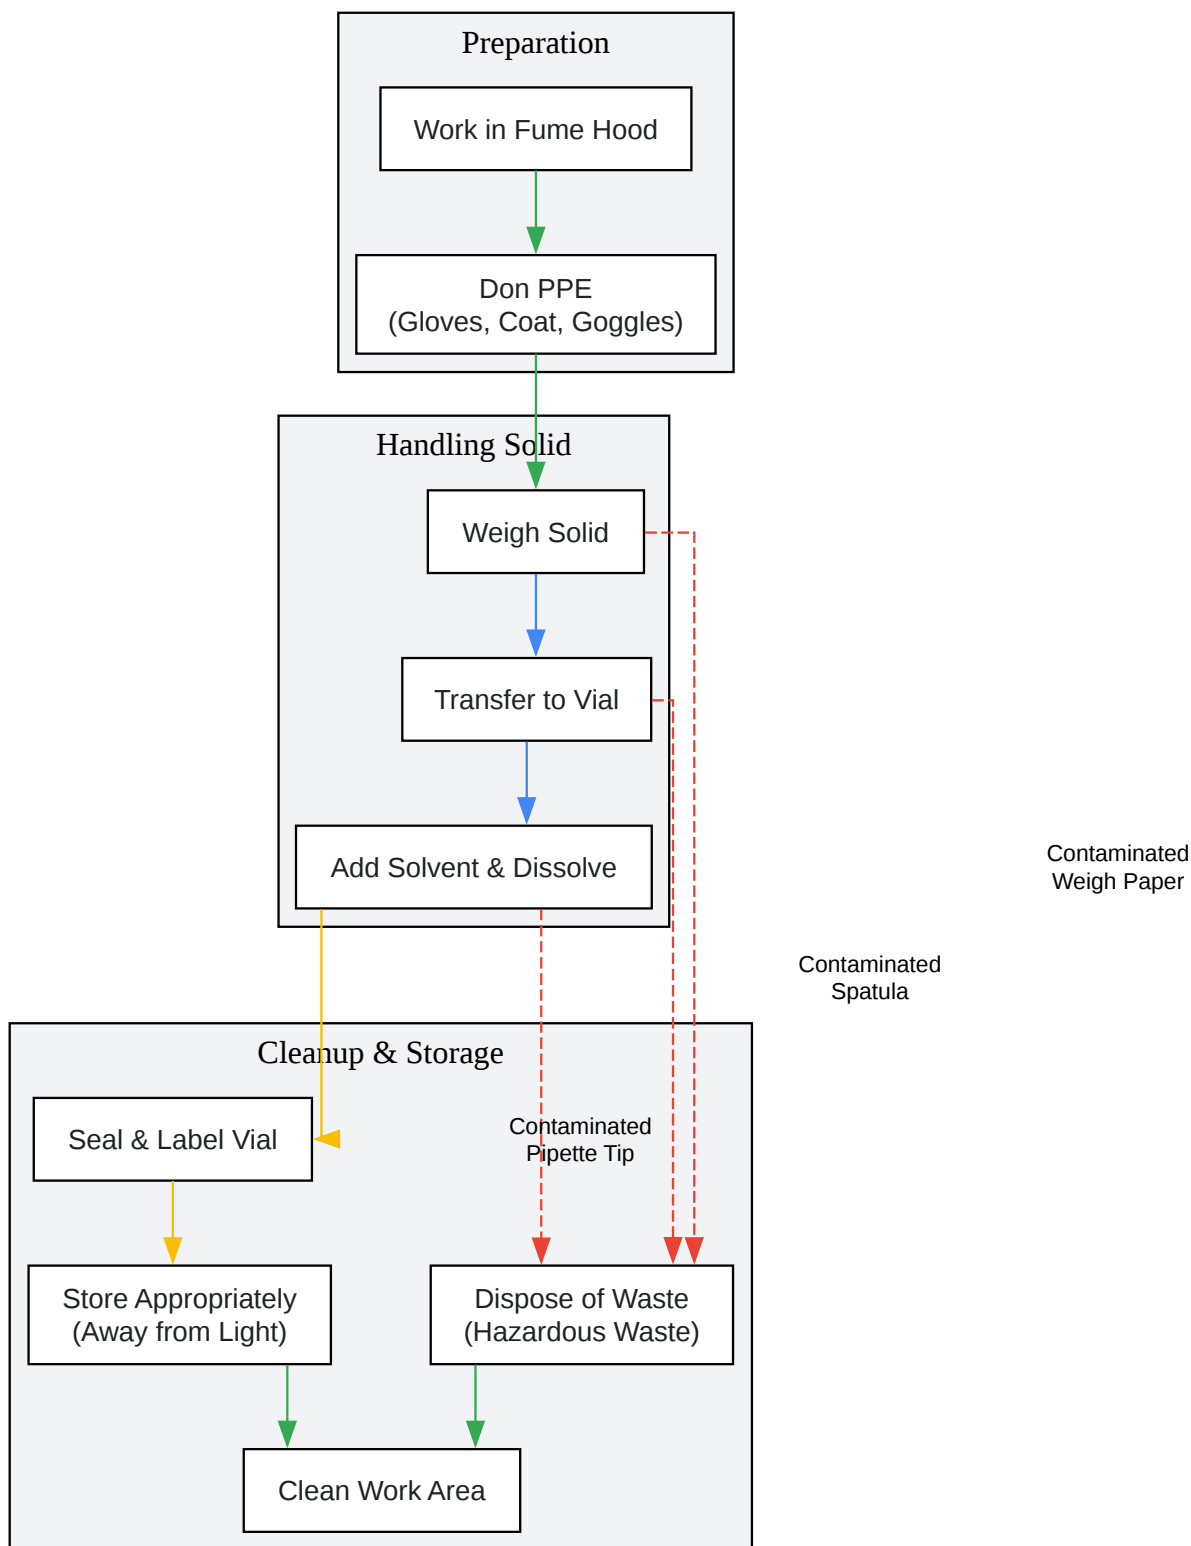 Preparation
Work in Fume Hood
Don PPE
(Gloves, Coat, Goggles)
Handling Solid
Weigh Solid
Transfer to Vial
Add Solvent & Dissolve
Contaminated
Weigh Paper
Contaminated
Spatula
Cleanup & Storage
Seal & Label Vial
Contaminated
Pipette Tip
Store Appropriately
(Away from Light)
Dispose of Waste
(Hazardous Waste)
Clean Work Area